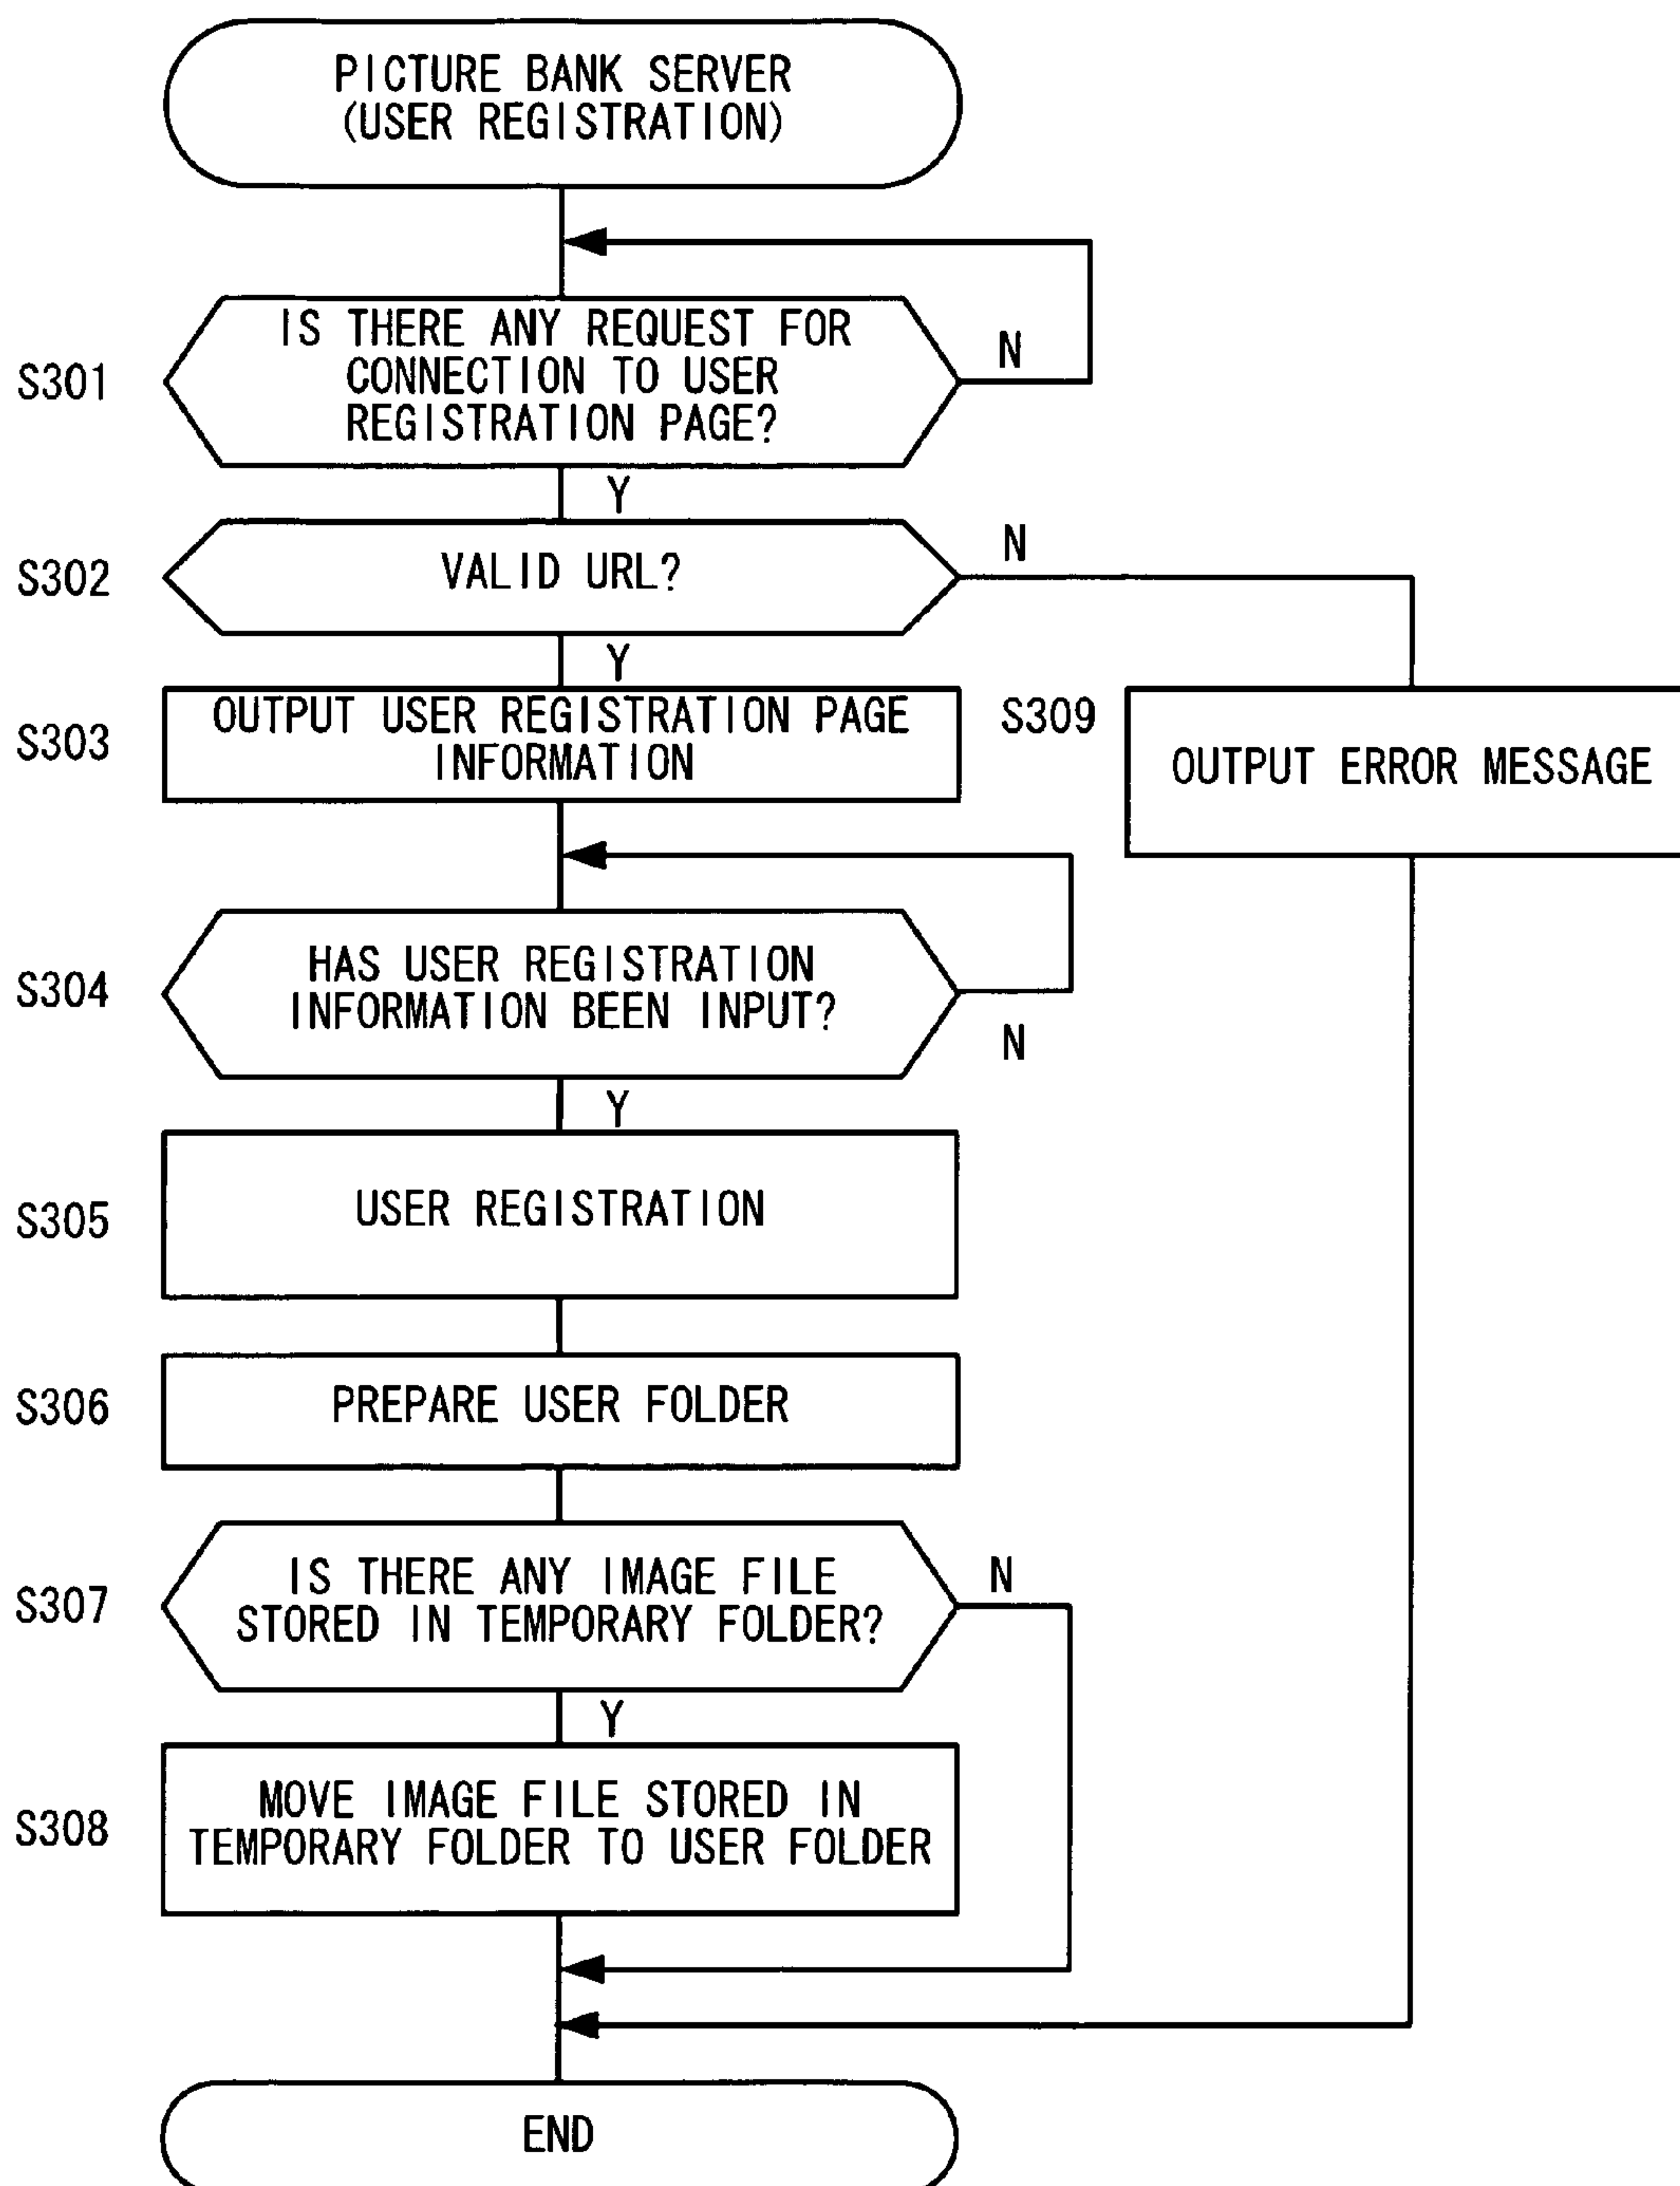 PICTURE BANK SERVER
(USER REGISTRATION)
S301
IS THERE ANY REQUEST FOR
CONNECTION TO USER
REGISTRATION PAGE?
N
Y
S302
VALID URL?
N
Y
S303
OUTPUT USER REGISTRATION PAGE
INFORMATION
S309
OUTPUT ERROR MESSAGE
S304
HAS USER REGISTRATION
INFORMATION BEEN INPUT?
N
Y
S305
USER REGISTRATION
S306
PREPARE USER FOLDER
S307
IS THERE ANY IMAGE FILE
STORED IN TEMPORARY FOLDER?
N
Y
S308
MOVE IMAGE FILE STORED IN
TEMPORARY FOLDER TO USER FOLDER
END